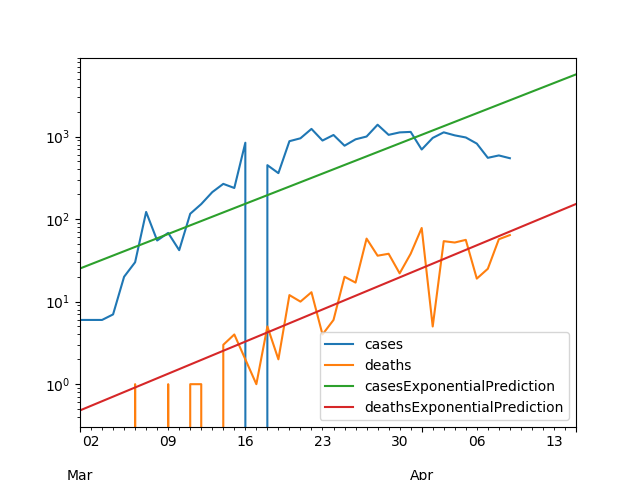 10³
10²
10¹
10⁰
02 09 16 23 30 06 13
Mar Apr
cases
deaths
casesExponentialPrediction
deathsExponentialPrediction